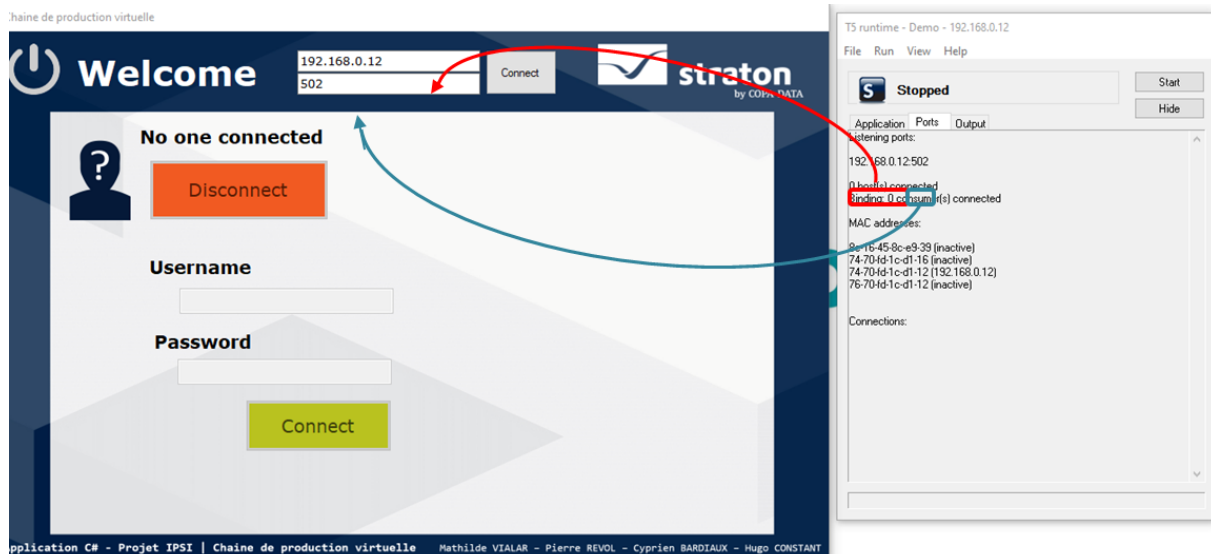 Chaine de production virtuelle
Welcome
192.168.0.12
502
Connect
straton
by COPA-DATA
No one connected
Disconnect
Username
Password
Connect
Application C# - Projet IPSI | Chaine de production virtuelle
Mathilde VIALAR - Pierre REVOL - Cyprien BARDIAUX - Hugo CONSTANT
T5 runtime - Demo - 192.168.0.12
File Run View Help
S Stopped
Start
Hide
Application Ports Output
Listening ports:
192.168.0.12:502
0 host(s) connected
Binding: 0 consumer(s) connected
MAC addresses:
8c-16-45-8c-e9-39 (inactive)
74-70-fd-1c-d1-16 (inactive)
74-70-fd-1c-d1-12 (192.168.0.12)
76-70-fd-1c-d1-12 (inactive)
Connections: